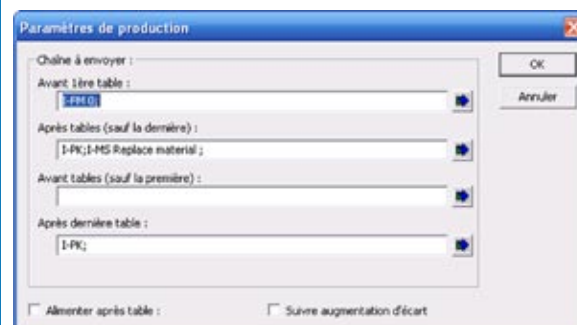 Paramètres de production
Chaîne à envoyer :
OK
Avant 1ère table :
I-FM 0;
Annuler
Après tables (sauf la dernière) :
I-PK;I-MS Replace material ;
Avant tables (sauf la première) :
Après dernière table :
I-PK;
Alimenter après table :
Suivre augmentation d'écart